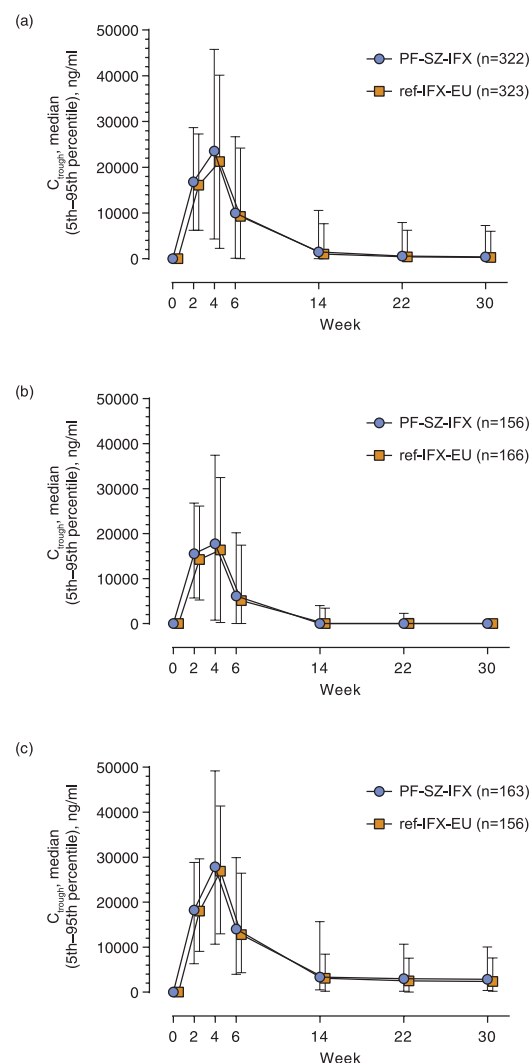 (a)
50000
40000
30000
20000
10000
0
C_trough, median
(5th–95th percentile), ng/ml
PF-SZ-IFX (n=322)
ref-IFX-EU (n=323)
0 2 4 6 14 22 30
Week
(b)
50000
40000
30000
20000
10000
0
C_trough, median
(5th–95th percentile), ng/ml
PF-SZ-IFX (n=156)
ref-IFX-EU (n=166)
0 2 4 6 14 22 30
Week
(c)
50000
40000
30000
20000
10000
0
C_trough, median
(5th–95th percentile), ng/ml
PF-SZ-IFX (n=163)
ref-IFX-EU (n=156)
0 2 4 6 14 22 30
Week